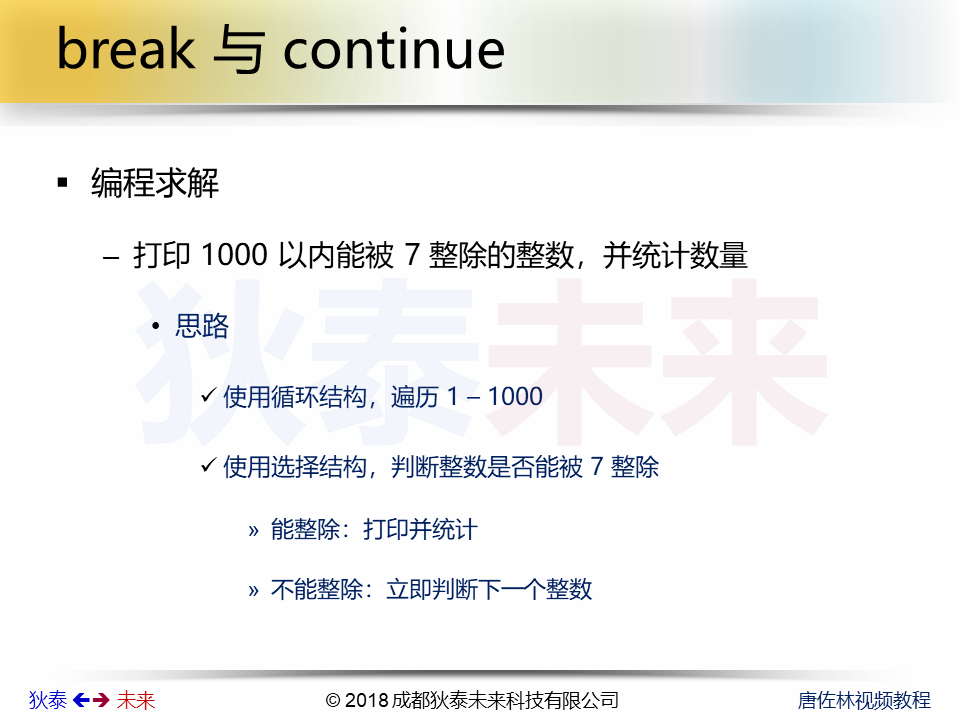 break 与 continue
▪ 编程求解
– 打印 1000 以内能被 7 整除的整数，并统计数量
• 思路
✓ 使用循环结构，遍历 1 – 1000
✓ 使用选择结构，判断整数是否能被 7 整除
» 能整除：打印并统计
» 不能整除：立即判断下一个整数
狄泰未来
狄泰 未来
© 2018 成都狄泰未来科技有限公司
唐佐林视频教程